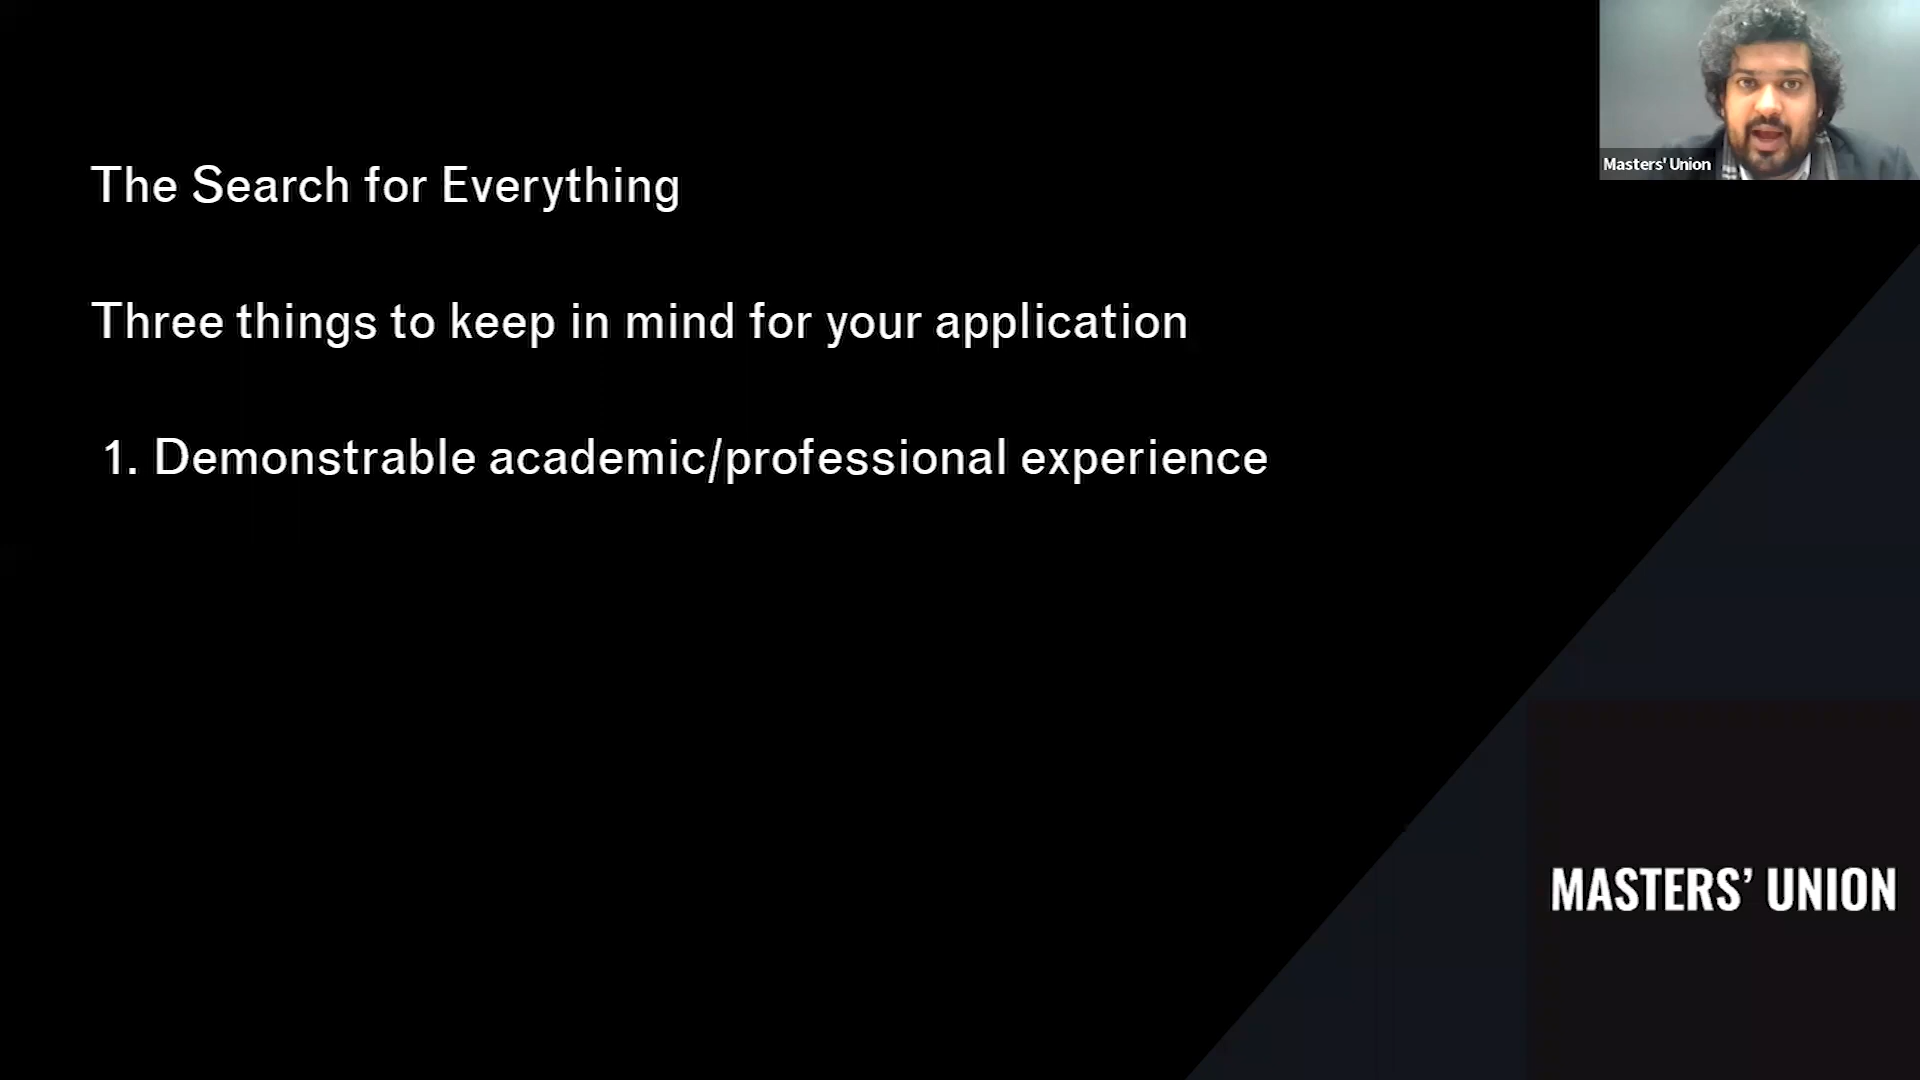 Masters' Union
The Search for Everything
Three things to keep in mind for your application
1. Demonstrable academic/professional experience
MASTERS’ UNION